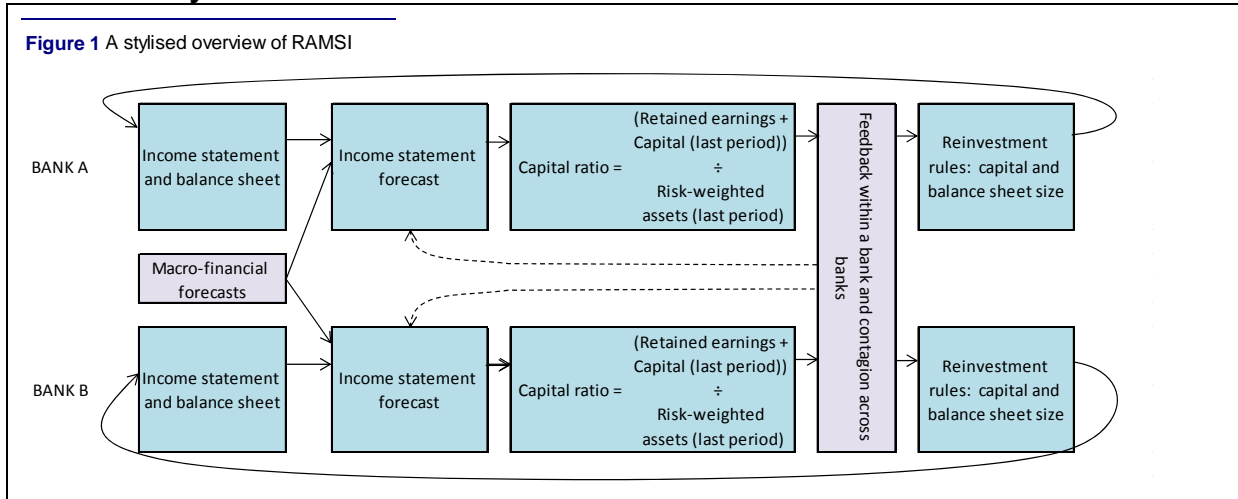 Figure 1 A stylised overview of RAMSI
BANK A
Income statement
and balance sheet
Income statement
forecast
Capital ratio =
(Retained earnings +
Capital (last period))
÷
Risk-weighted
assets (last period)
Feedback within a bank and contagion across
banks
Reinvestment
rules: capital and
balance sheet size
Macro-financial
forecasts
BANK B
Income statement
and balance sheet
Income statement
forecast
Capital ratio =
(Retained earnings +
Capital (last period))
÷
Risk-weighted
assets (last period)
Reinvestment
rules: capital and
balance sheet size